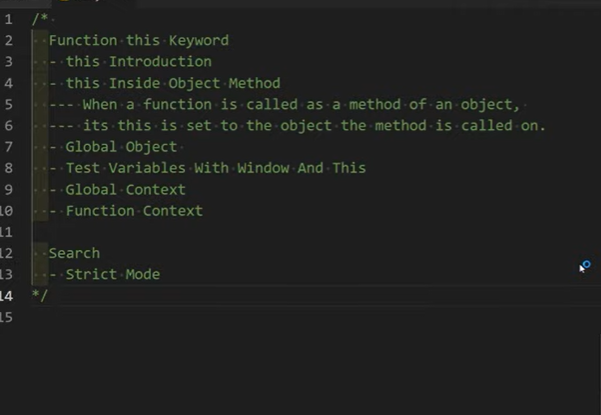 1 /*
2 Function this Keyword
3 - this Introduction
4 - this Inside Object Method
5 --- When a function is called as a method of an object,
6 --- its this is set to the object the method is called on.
7 - Global Object
8 - Test Variables With Window And This
9 - Global Context
10 - Function Context
11
12 Search
13 - Strict Mode
14 */
15